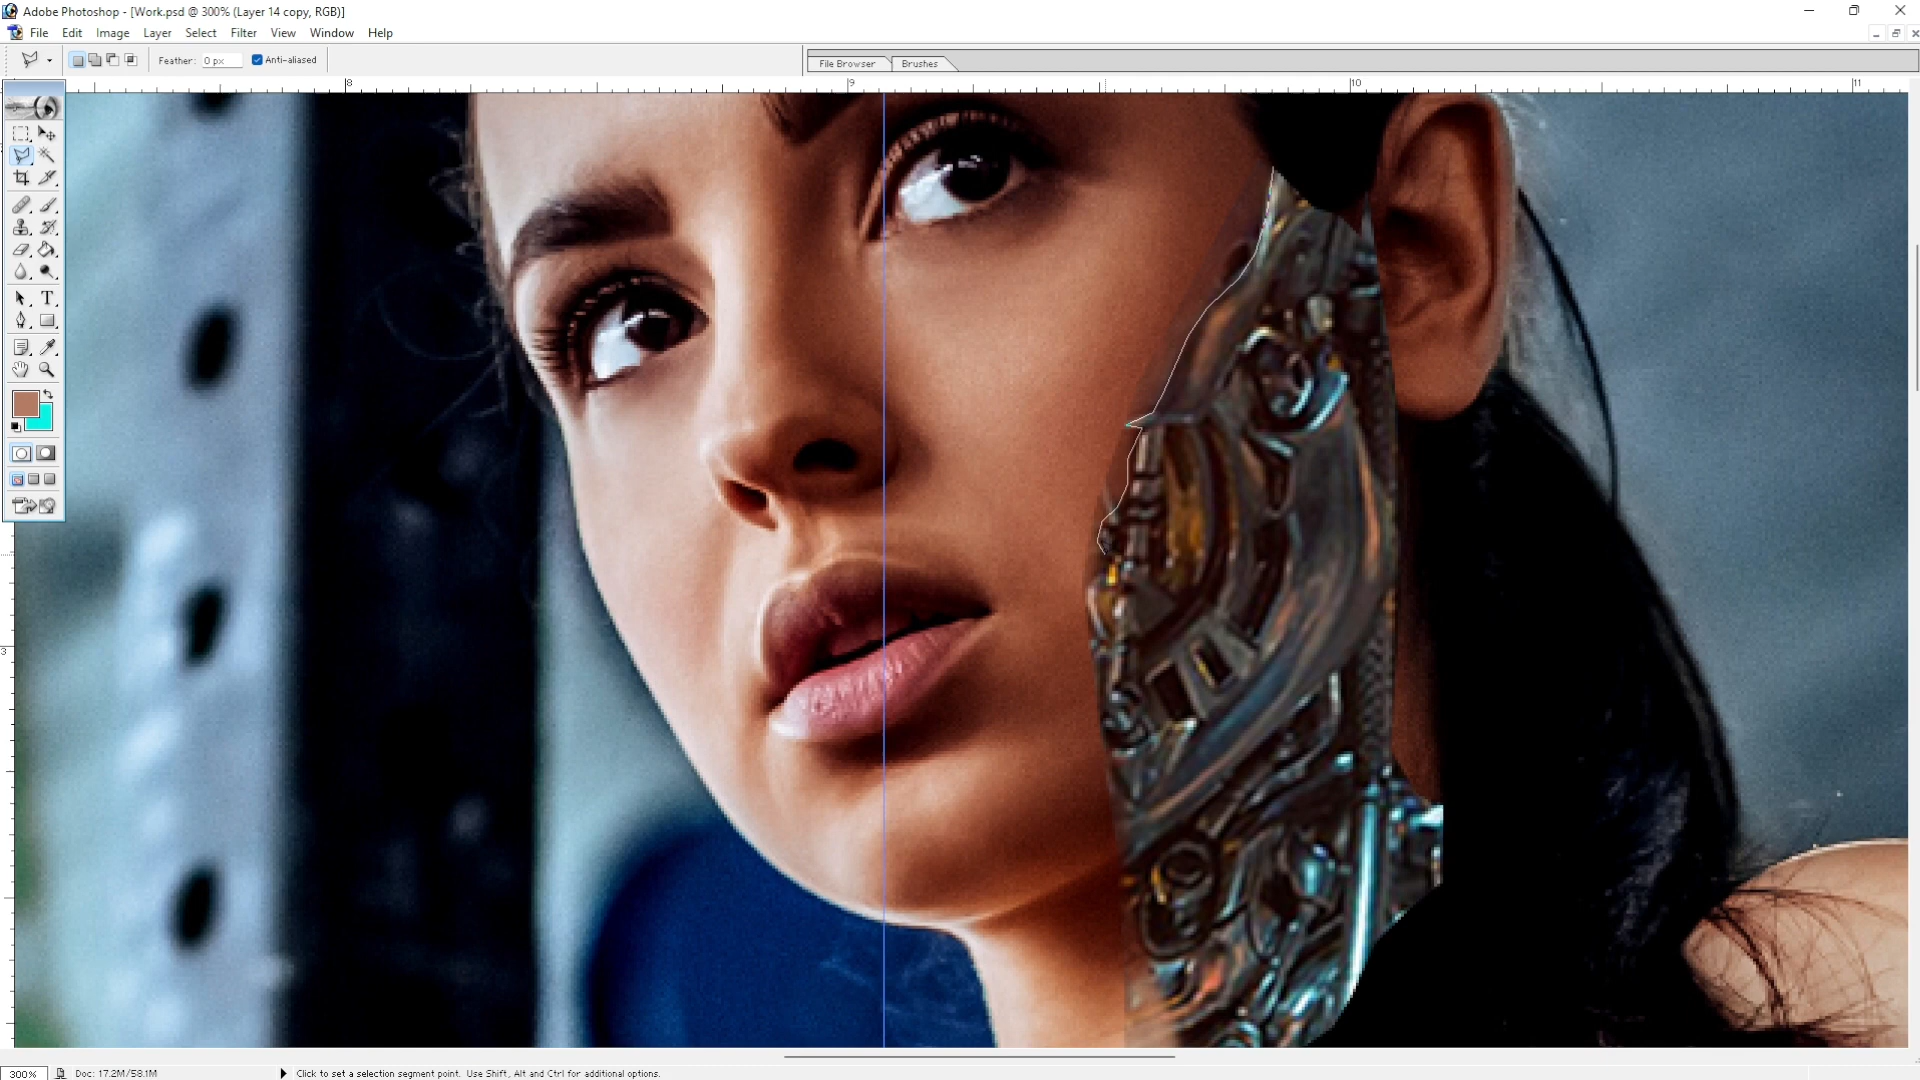 Adobe Photoshop - [Work.psd @ 300% (Layer 14 copy, RGB)]
File Edit Image Layer Select Filter View Window Help
Feather: 0 px Anti-aliased
File Browser Brushes
8 9 10 11
3
300% Doc: 17.2M/58.1M Click to set a selection segment point. Use Shift, Alt and Ctrl for additional options.